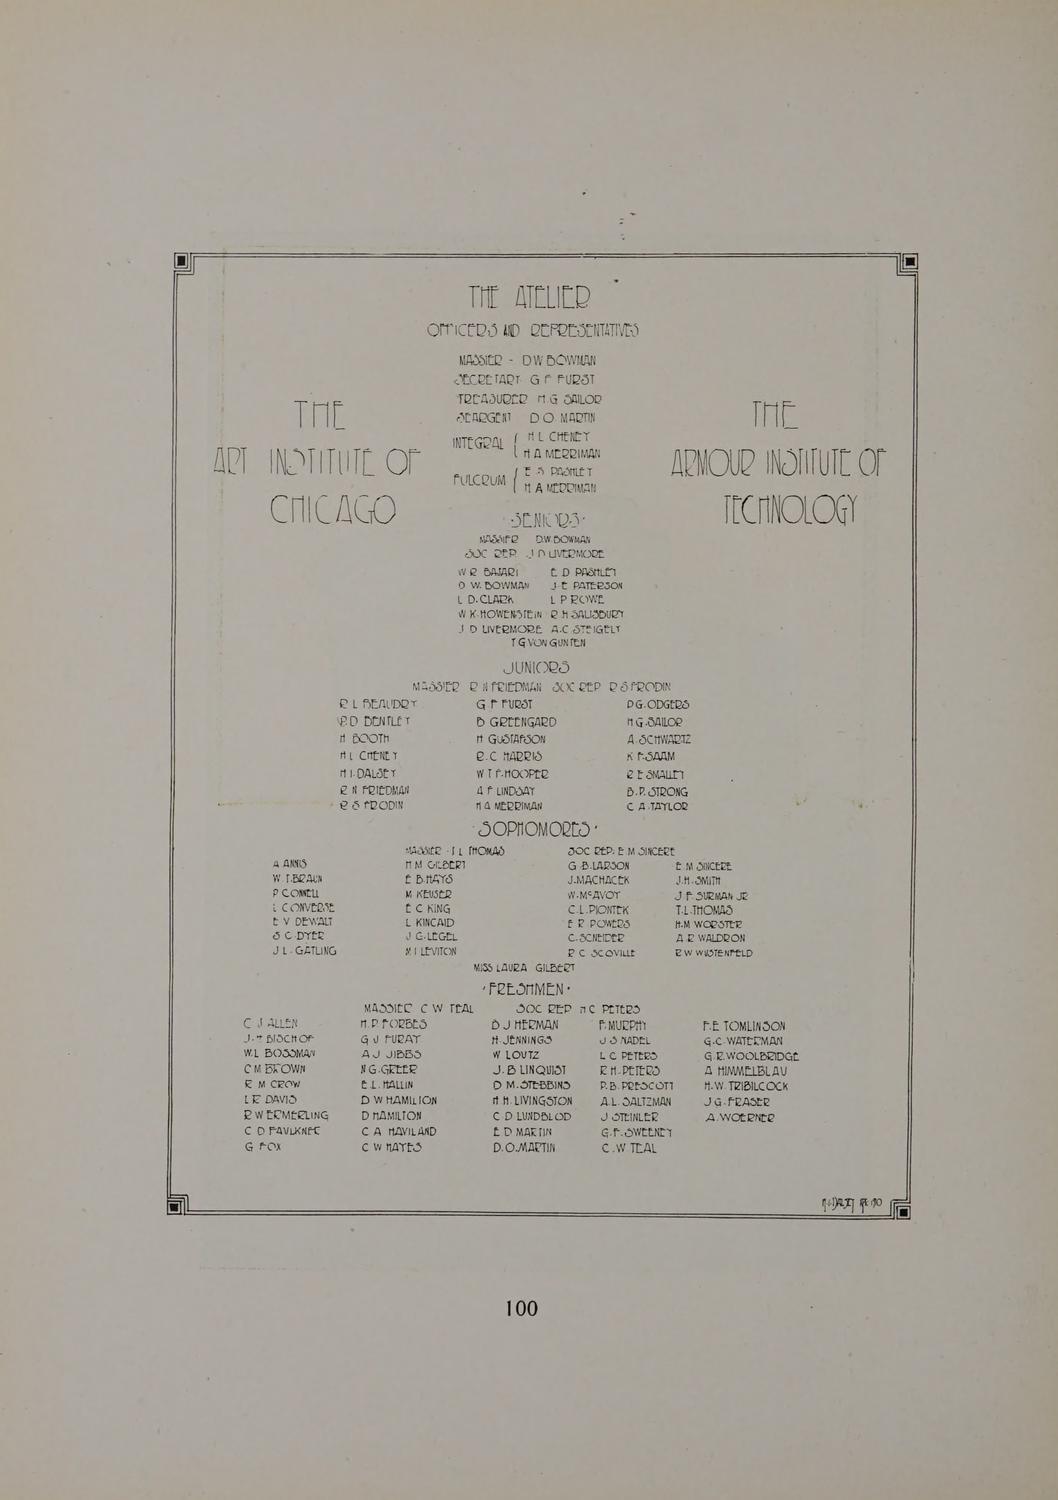 THE ATELIER
OFFICERS AND REPRESENTATIVES
MASSIER - D W BOWMAN
SECRETARY G F FURST
TREASURER H G SAILOR
SEARGENT D O MARTIN
INTEGRAL { H L CHENEY
H A MERRIMAN
FULCRUM { E S PASHLEY
H A MERRIMAN
THE
ART INSTITUTE OF
CHICAGO
THE
ARMOUR INSTITUTE OF
TECHNOLOGY
·SENIORS·
MASSIER D.W. BOWMAN
SOC REP. J D LIVERMORE
W R BAJARI E D PASHLEY
D W. BOWMAN J E PATERSON
L D. CLARK L P ROWE
W K. HOWENSTEIN R H SALISBURY
J D LIVERMORE A.C. STEIGELY
T G VON GUNTEN
JUNIORS
MASSIER R N FRIEDMAN SOC REP R S FRODIN
R L BEAUDRY G F FURST D G. ODGERS
R D BENTLEY B GREENGARD H G. SAILOR
H BOOTH H GUSTAFSON A. SCHWARTZ
H L CHENEY R.C HARRIS K F. SAAM
H I. DALSEY W T F. HOOPER R E SMALLEY
R N FRIEDMAN A F LINDSAY B.P. STRONG
R S FRODIN H A MERRIMAN C A. TAYLOR
·SOPHOMORES·
MASSIER - T L THOMAS SOC REP. E M SINCERE
A ANNIS H M GILBERT G.B. LARSON E M SINCERE
W T. BRAUN E B. HAYS J. MACHACEK J.H. SMITH
P CONNELL M KEUSER W. McAVOY J F SURMAN JR
L CONVERSE E C KING C.L. PIONTEK T.L. THOMAS
E V DEWALT L KINCAID E R POWERS H.M WORSTER
S C. DYER J G. LEGEL C. SCNEIDER A R WALDRON
J L. GATLING M I LEVITON R C SCOVILLE R W WUSTENFELD
MISS LAURA GILBERT
·FRESHMEN·
MASSIER C W TEAL SOC REP H C PETERS
C J ALLEN H. P. FORBES D J HERMAN F. MURPHY F.E TOMLINSON
BISCHOF G J FURAY H. JENNINGS J S NADEL G.C. WATERMAN
W.L BOSSMAN A J JIBBS W LOUTZ L C PETERS G R. WOOLBRIDGE
C M BROWN N G. GREER J. B LINQUIST R H. PETERS A HIMMELBLAU
R M CROW E.L. HALLIN D M. STEBBINS P.B. PRESCOTT H. W. TRIBILCOCK
L R DAVIS D W HAMILION H H. LIVINGSTON A.L. SALTZMAN J G. FRASER
R W ERMERLING D HAMILTON C D LUNDBLOD J STEINLER A. WOERNER
C D C A HAVILAND E D MARTIN G. F. SWEENEY
G FOX C W HAYES D. O. MARTIN C. W TEAL
100